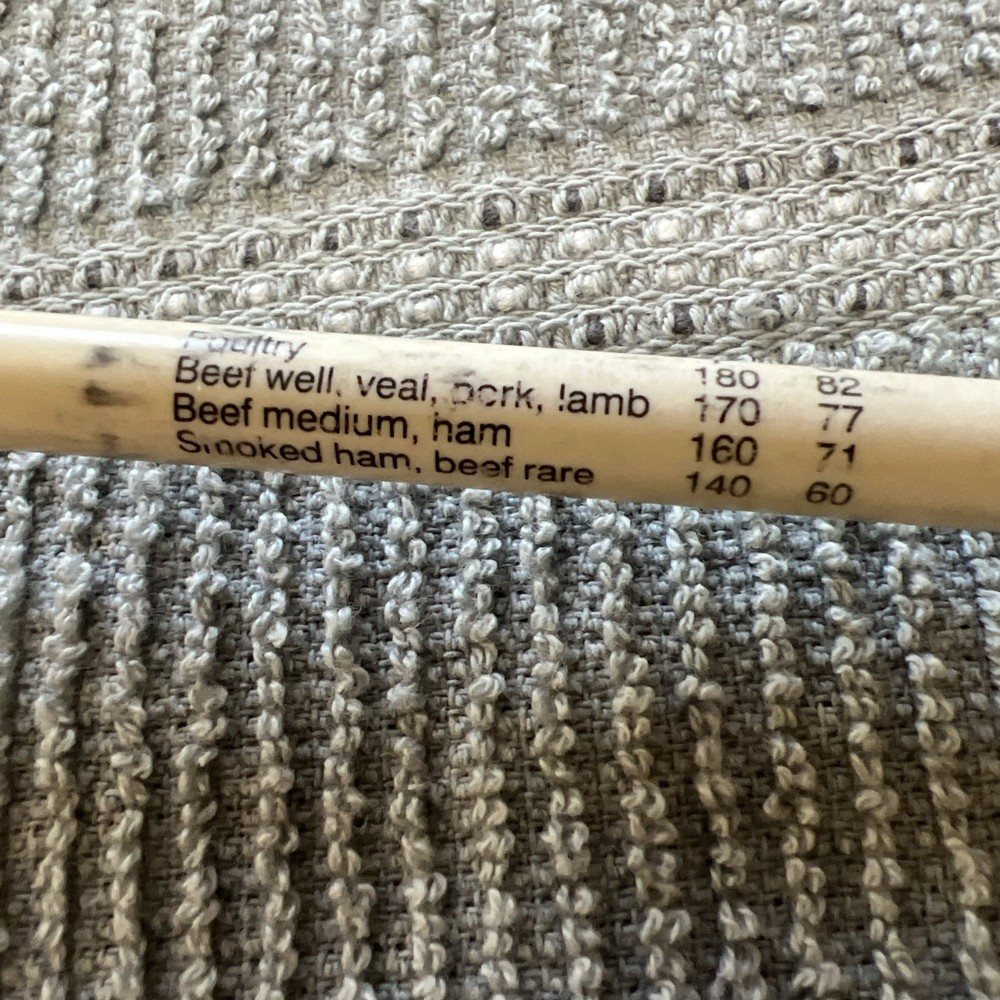 Poultry 180 82
Beef well, veal, pork, lamb 170 77
Beef medium, ham 160 71
Smoked ham, beef rare 140 60